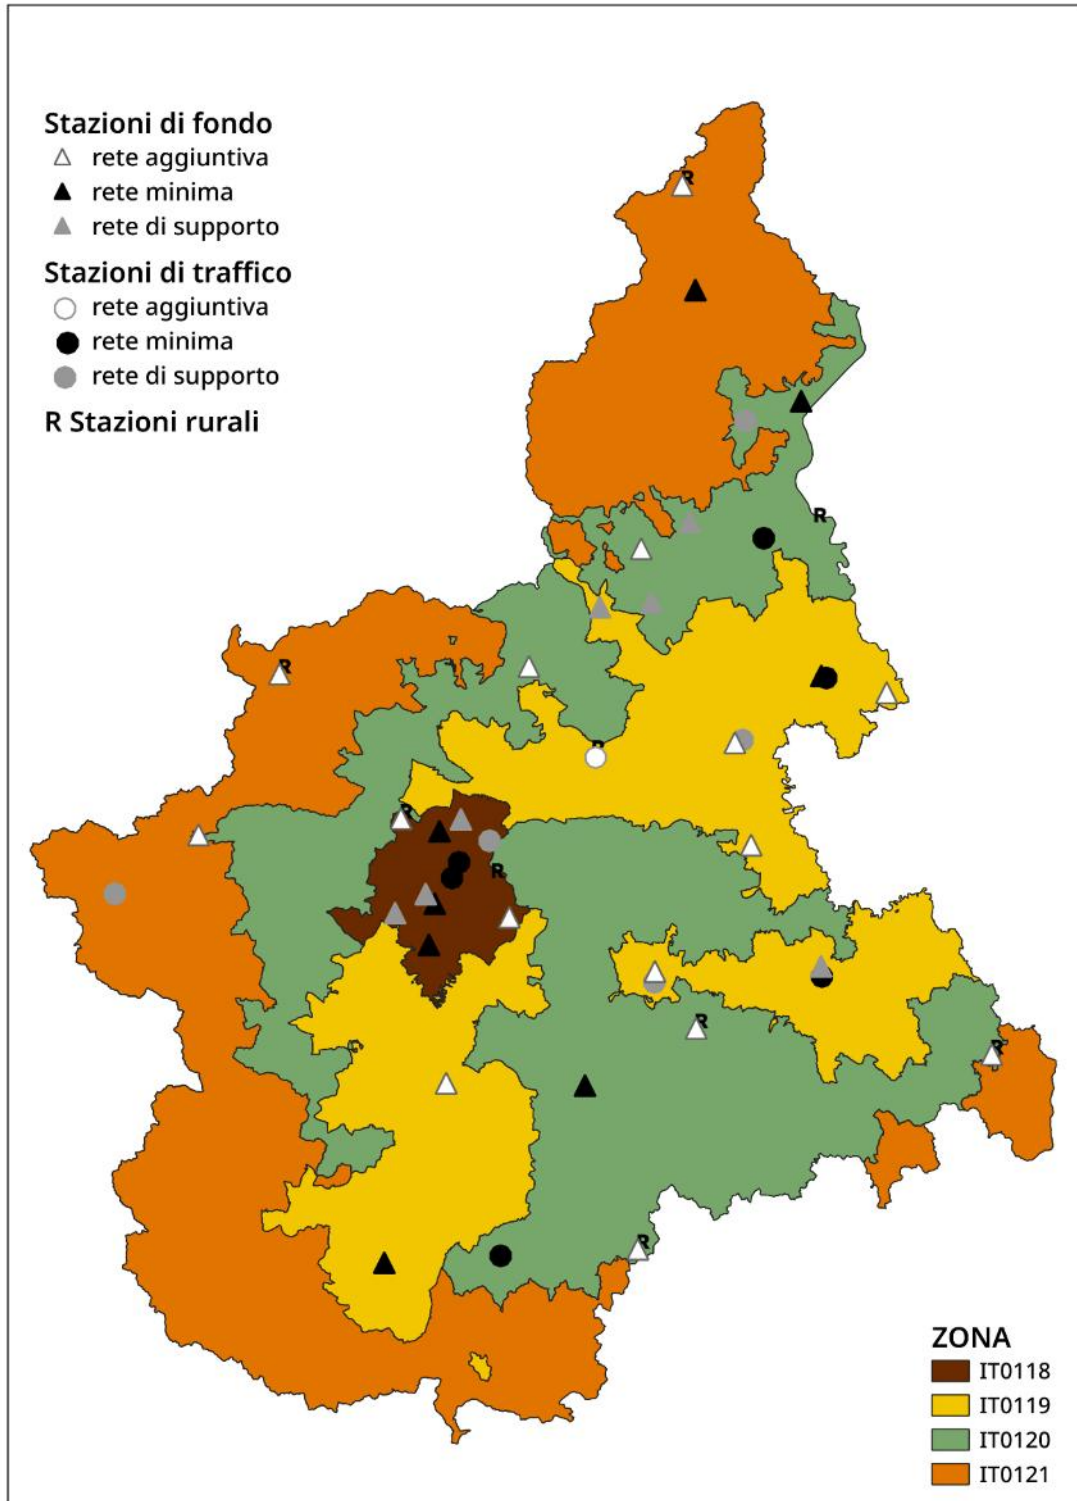 Stazioni di fondo
rete aggiuntiva
rete minima
rete di supporto
Stazioni di traffico
rete aggiuntiva
rete minima
rete di supporto
R Stazioni rurali
R
R
R
R
R
R
R
R
R
ZONA
IT0118
IT0119
IT0120
IT0121